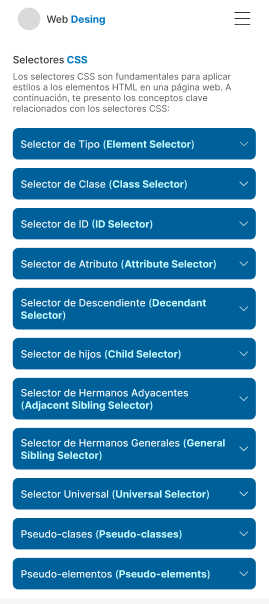 Web Desing
Selectores CSS
Los selectores CSS son fundamentales para aplicar
estilos a los elementos HTML en una página web. A
continuación, te presento los conceptos clave
relacionados con los selectores CSS:
Selector de Tipo (Element Selector)
Selector de Clase (Class Selector)
Selector de ID (ID Selector)
Selector de Atributo (Attribute Selector)
Selector de Descendiente (Decendant
Selector)
Selector de hijos (Child Selector)
Selector de Hermanos Adyacentes
(Adjacent Sibling Selector)
Selector de Hermanos Generales (General
Sibling Selector)
Selector Universal (Universal Selector)
Pseudo-clases (Pseudo-classes)
Pseudo-elementos (Pseudo-elements)